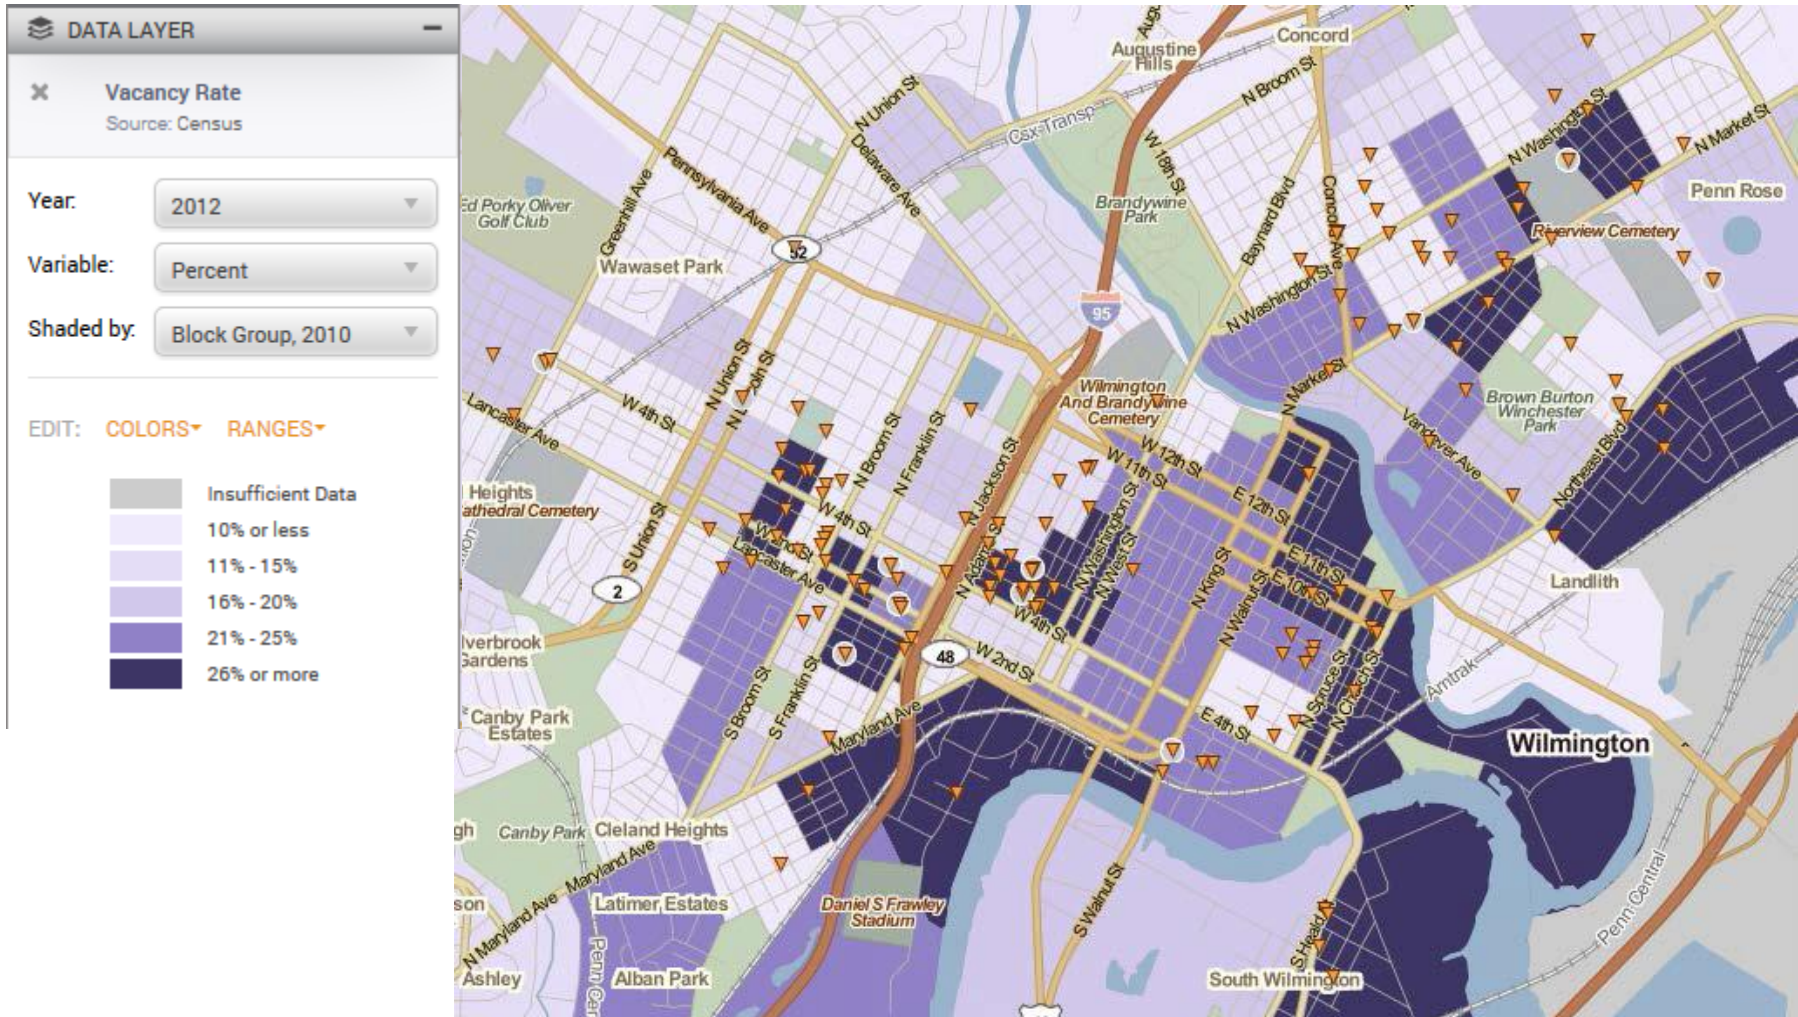 DATA LAYER
Vacancy Rate
Source: Census
Year:
2012
Variable:
Percent
Shaded by:
Block Group, 2010
EDIT:
COLORS
RANGES
Insufficient Data
10% or less
11% - 15%
16% - 20%
21% - 25%
26% or more
Augustine
Hills
Concord
N Broom St
N Union St
Csx Transp
Delaware Ave
Pennsylvania Ave
Greenhill Ave
Ed Porky Oliver
Golf Club
52
Wawaset Park
W 18th St
Brandywine
Park
Baynard Blvd
Concord Ave
N Washington St
N Market St
Penn Rose
Riverview Cemetery
N Washington St
95
N Market St
Wilmington
And Brandywine
Cemetery
Brown Burton
Winchester
Park
Vandever Ave
Northeast Blvd
Lancaster Ave
W 4th St
N Union St
N Broom St
N Franklin St
N Jackson St
W 12th St
W 11th St
E 12th St
Heights
athedral Cemetery
S Union St
W 4th St
W 2nd St
Lancaster Ave
N Washington St
N West St
N King St
N Walnut St
E 11th St
E 10th St
Landlith
2
W 4th St
lverbrook
Gardens
48
W 2nd St
S Broom St
S Franklin St
Maryland Ave
N Spruce St
N Church St
Amtrak
E 4th St
Canby Park
Estates
Wilmington
gh
Canby Park
Cleland Heights
Maryland Ave
son
Latimer Estates
Daniel S Frawley
Stadium
S Walnut St
Penn Central
N Maryland Ave
Ashley
Alban Park
Penn Cen
South Wilmington